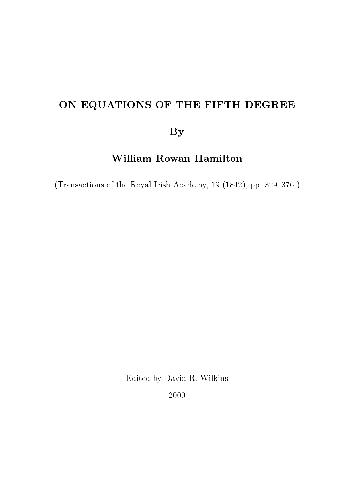 ON EQUATIONS OF THE FIFTH DEGREE
By
William Rowan Hamilton
(Transactions of the Royal Irish Academy, 19 (1842), pp. 329–376.)
Edited by David R. Wilkins
2000